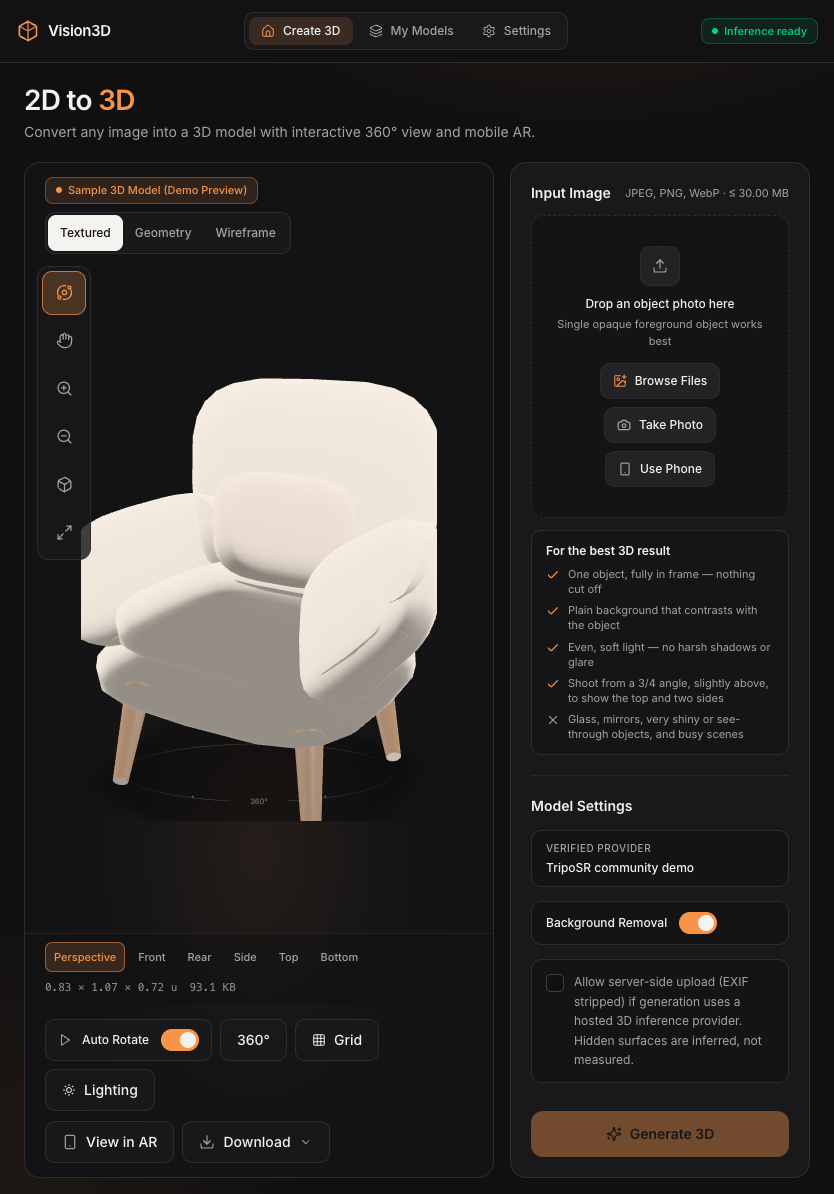 Vision3D
Create 3D
My Models
Settings
Inference ready
2D to 3D
Convert any image into a 3D model with interactive 360° view and mobile AR.
Sample 3D Model (Demo Preview)
Textured
Geometry
Wireframe
360°
Perspective
Front
Rear
Side
Top
Bottom
0.83 × 1.07 × 0.72 u 93.1 KB
Auto Rotate
360°
Grid
Lighting
View in AR
Download
Input Image
JPEG, PNG, WebP · ≤ 30.00 MB
Drop an object photo here
Single opaque foreground object works
best
Browse Files
Take Photo
Use Phone
For the best 3D result
One object, fully in frame — nothing
cut off
Plain background that contrasts with
the object
Even, soft light — no harsh shadows or
glare
Shoot from a 3/4 angle, slightly above,
to show the top and two sides
Glass, mirrors, very shiny or see-
through objects, and busy scenes
Model Settings
VERIFIED PROVIDER
TripoSR community demo
Background Removal
Allow server-side upload (EXIF
stripped) if generation uses a
hosted 3D inference provider.
Hidden surfaces are inferred, not
measured.
Generate 3D